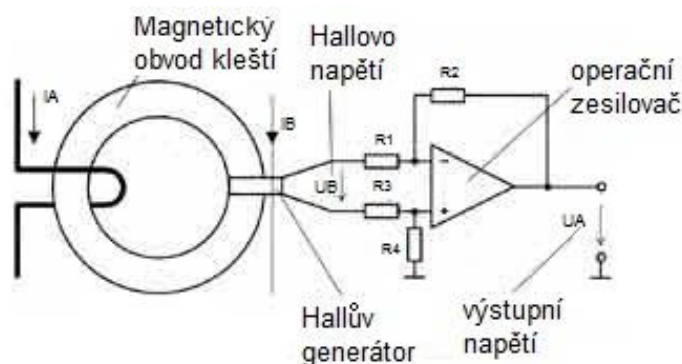 Magnetický
obvod kleští
Hallovo
napětí
operační
zesilovač
IA
IB
UB
R1
R2
R3
R4
UA
Hallův
generátor
výstupní
napětí